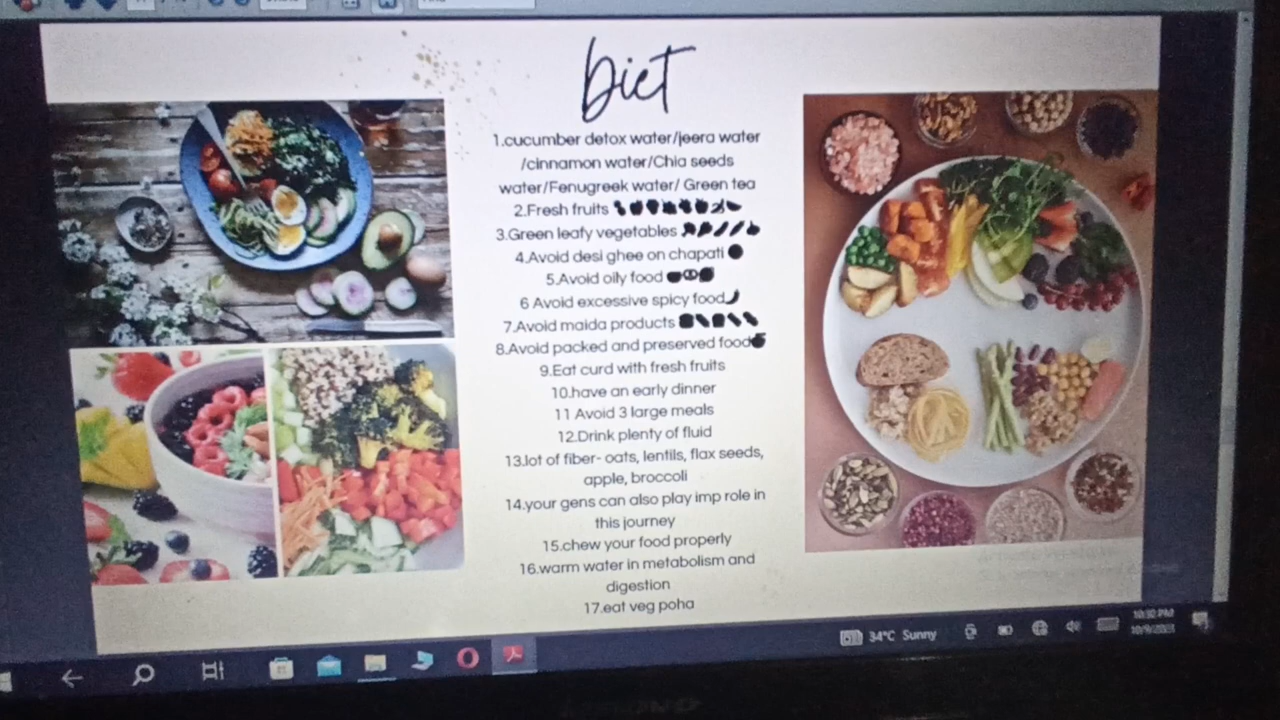 Diet
1.cucumber detox water/jeera water
/cinnamon water/Chia seeds
water/Fenugreek water/ Green tea
2.Fresh fruits
3.Green leafy vegetables
4.Avoid desi ghee on chapati
5.Avoid oily food
6 Avoid excessive spicy food
7.Avoid maida products
8.Avoid packed and preserved food
9.Eat curd with fresh fruits
10.have an early dinner
11 Avoid 3 large meals
12.Drink plenty of fluid
13.lot of fiber- oats, lentils, flax seeds,
apple, broccoli
14.your gens can also play imp role in
this journey
15.chew your food properly
16.warm water in metabolism and
digestion
17.eat veg poha
34°C Sunny
10:30 PM